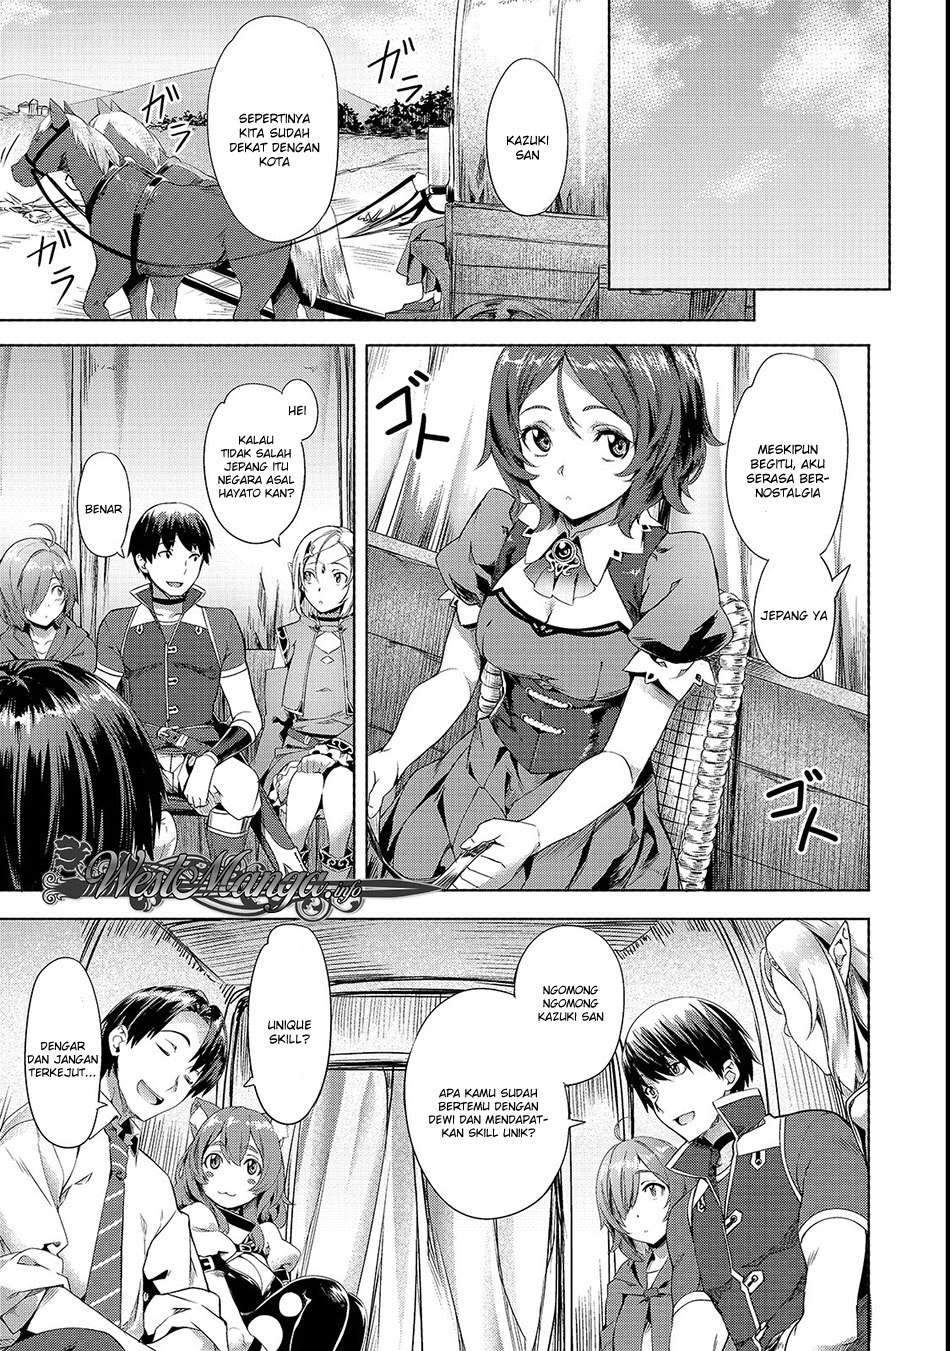 KAZUKI
SAN
SEPERTINYA
KITA SUDAH
DEKAT DENGAN
KOTA
ガラ
ガラ
MESKIPUN
BEGITU, AKU
SERASA BER-
NOSTALGIA
JEPANG YA
ゴト
ゴト
HEI
KALAU
TIDAK SALAH
JEPANG ITU
NEGARA ASAL
HAYATO KAN?
BENAR
WestManga.info
NGOMONG
NGOMONG
KAZUKI SAN
APA KAMU SUDAH
BERTEMU DENGAN
DEWI DAN MENDAPAT-
KAN SKILL UNIK?
UNIQUE
SKILL?
DENGAR
DAN JANGAN
TERKEJUT...